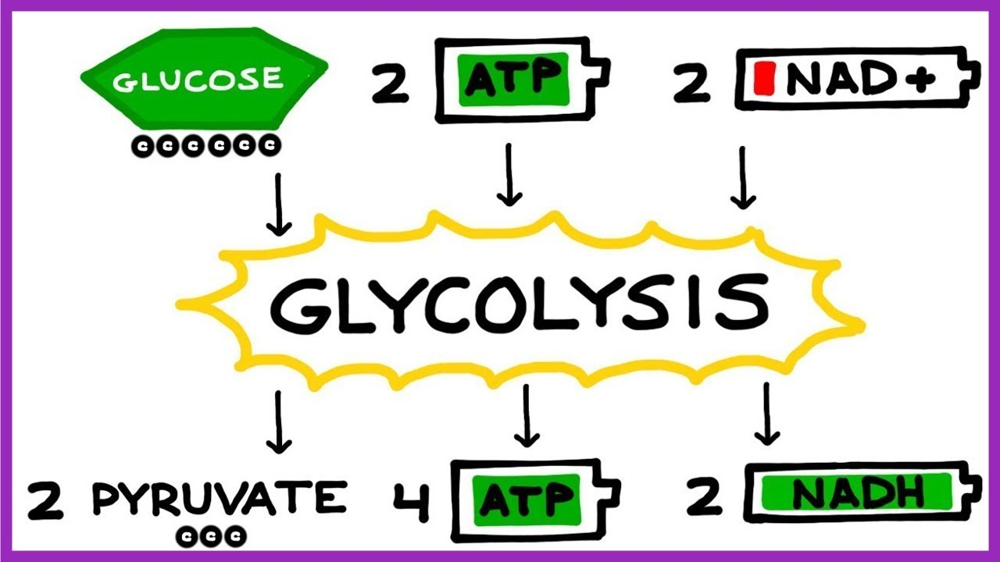 GLUCOSE
C C C C C C
2 ATP
2 NAD+
GLYCOLYSIS
2 PYRUVATE
C C C
4 ATP
2 NADH